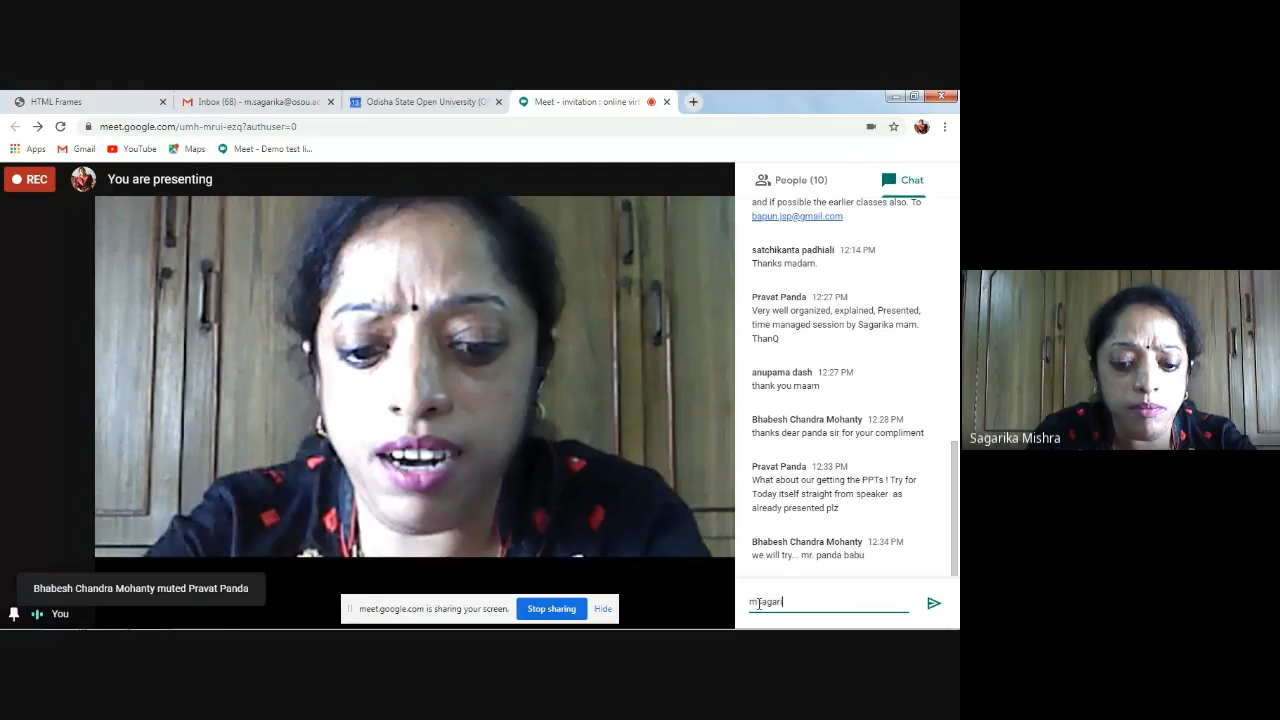 HTML Frames
Inbox (68) - m.sagarika@osou.ac
Odisha State Open University (O
Meet - invitation : online virt
meet.google.com/umh-mrui-ezq?authuser=0
Apps Gmail YouTube Maps Meet - Demo test li...
REC
You are presenting
People (10)
Chat
and if possible the earlier classes also. To
bapun.jsp@gmail.com
satchikanta padhiali 12:14 PM
Thanks madam.
Pravat Panda 12:27 PM
Very well organized, explained, Presented,
time managed session by Sagarika mam.
ThanQ
anupama dash 12:27 PM
thank you maam
Bhabesh Chandra Mohanty 12:28 PM
thanks dear panda sir for your compliment
Pravat Panda 12:33 PM
What about our getting the PPTs ! Try for
Today itself straight from speaker as
already presented plz
Bhabesh Chandra Mohanty 12:34 PM
we will try... mr. panda babu
Sagarika Mishra
Bhabesh Chandra Mohanty muted Pravat Panda
You
meet.google.com is sharing your screen.
Stop sharing
Hide